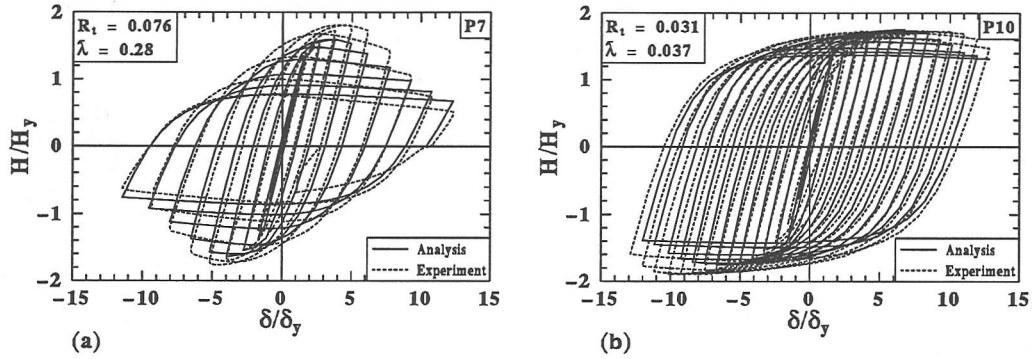 R₁ = 0.076
λ̄ = 0.28
P7
H/Hy
2
1
0
−1
−2
Analysis
Experiment
−15 −10 −5 0 5 10 15
δ/δy
(a)
R₁ = 0.031
λ̄ = 0.037
P10
H/Hy
2
1
0
−1
−2
Analysis
Experiment
−15 −10 −5 0 5 10 15
δ/δy
(b)